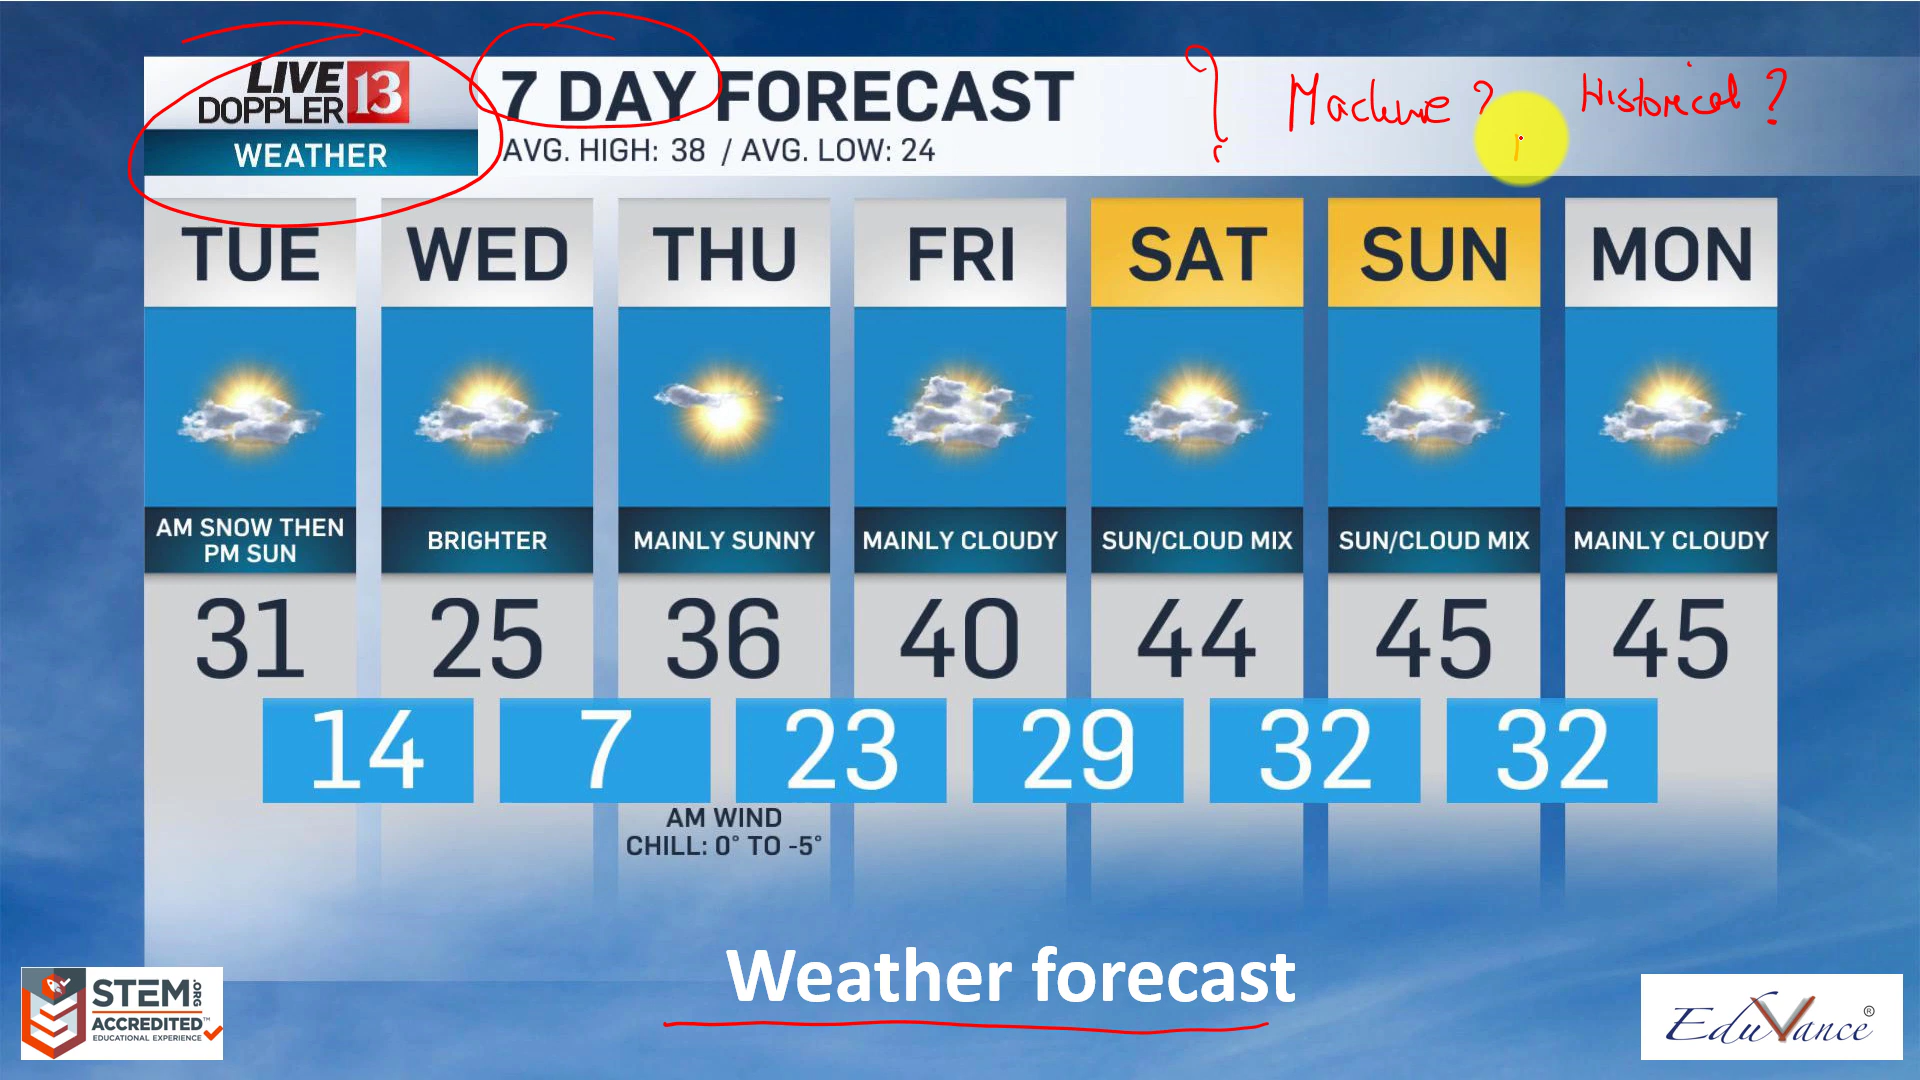 LIVE
DOPPLER 13
WEATHER
7 DAY FORECAST
AVG. HIGH: 38 / AVG. LOW: 24
? Machine ? Historical ?
TUE WED THU FRI SAT SUN MON
AM SNOW THEN PM SUN
BRIGHTER
MAINLY SUNNY
MAINLY CLOUDY
SUN/CLOUD MIX
SUN/CLOUD MIX
MAINLY CLOUDY
31 25 36 40 44 45 45
14 7 23 29 32 32
AM WIND
CHILL: 0° TO -5°
Weather forecast
STEM.ORG
ACCREDITED™
EDUCATIONAL EXPERIENCE
EduVance®